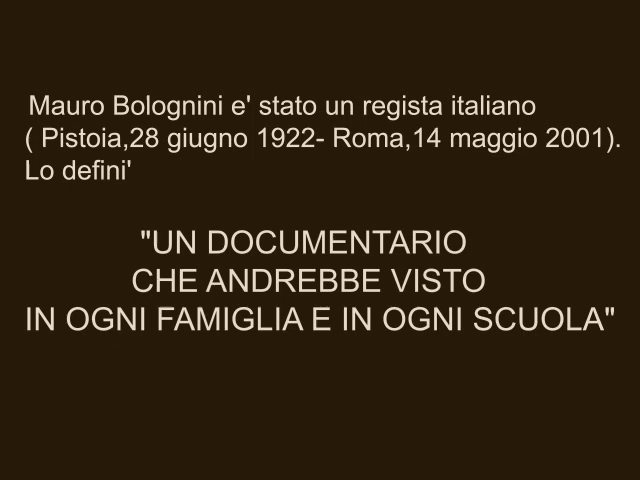 Mauro Bolognini e' stato un regista italiano
( Pistoia,28 giugno 1922- Roma,14 maggio 2001).
Lo defini'
"UN DOCUMENTARIO
CHE ANDREBBE VISTO
IN OGNI FAMIGLIA E IN OGNI SCUOLA"